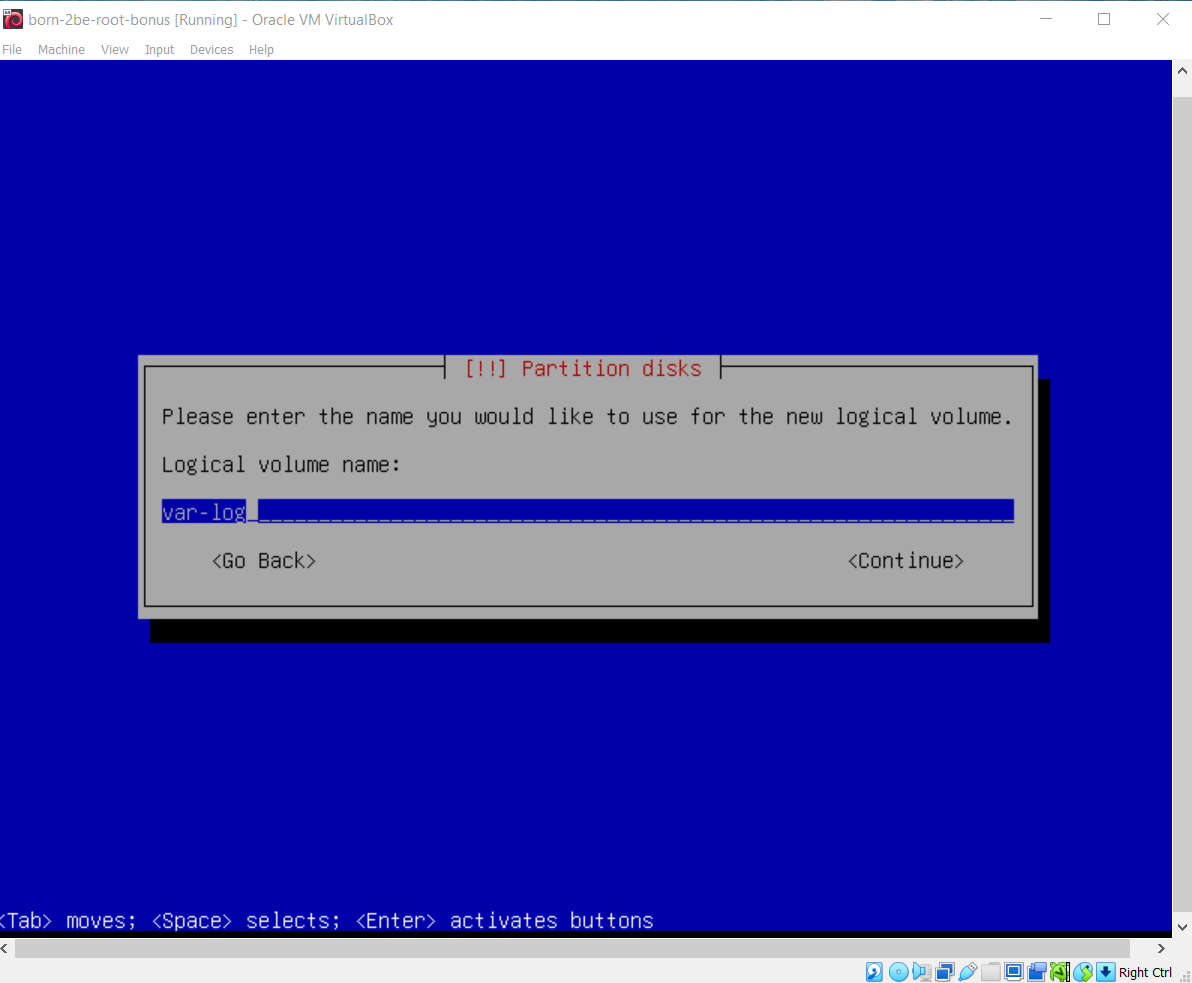 born-2be-root-bonus [Running] - Oracle VM VirtualBox
File Machine View Input Devices Help
[!!] Partition disks
Please enter the name you would like to use for the new logical volume.
Logical volume name:
var-log
<Go Back> <Continue>
<Tab> moves; <Space> selects; <Enter> activates buttons
Right Ctrl